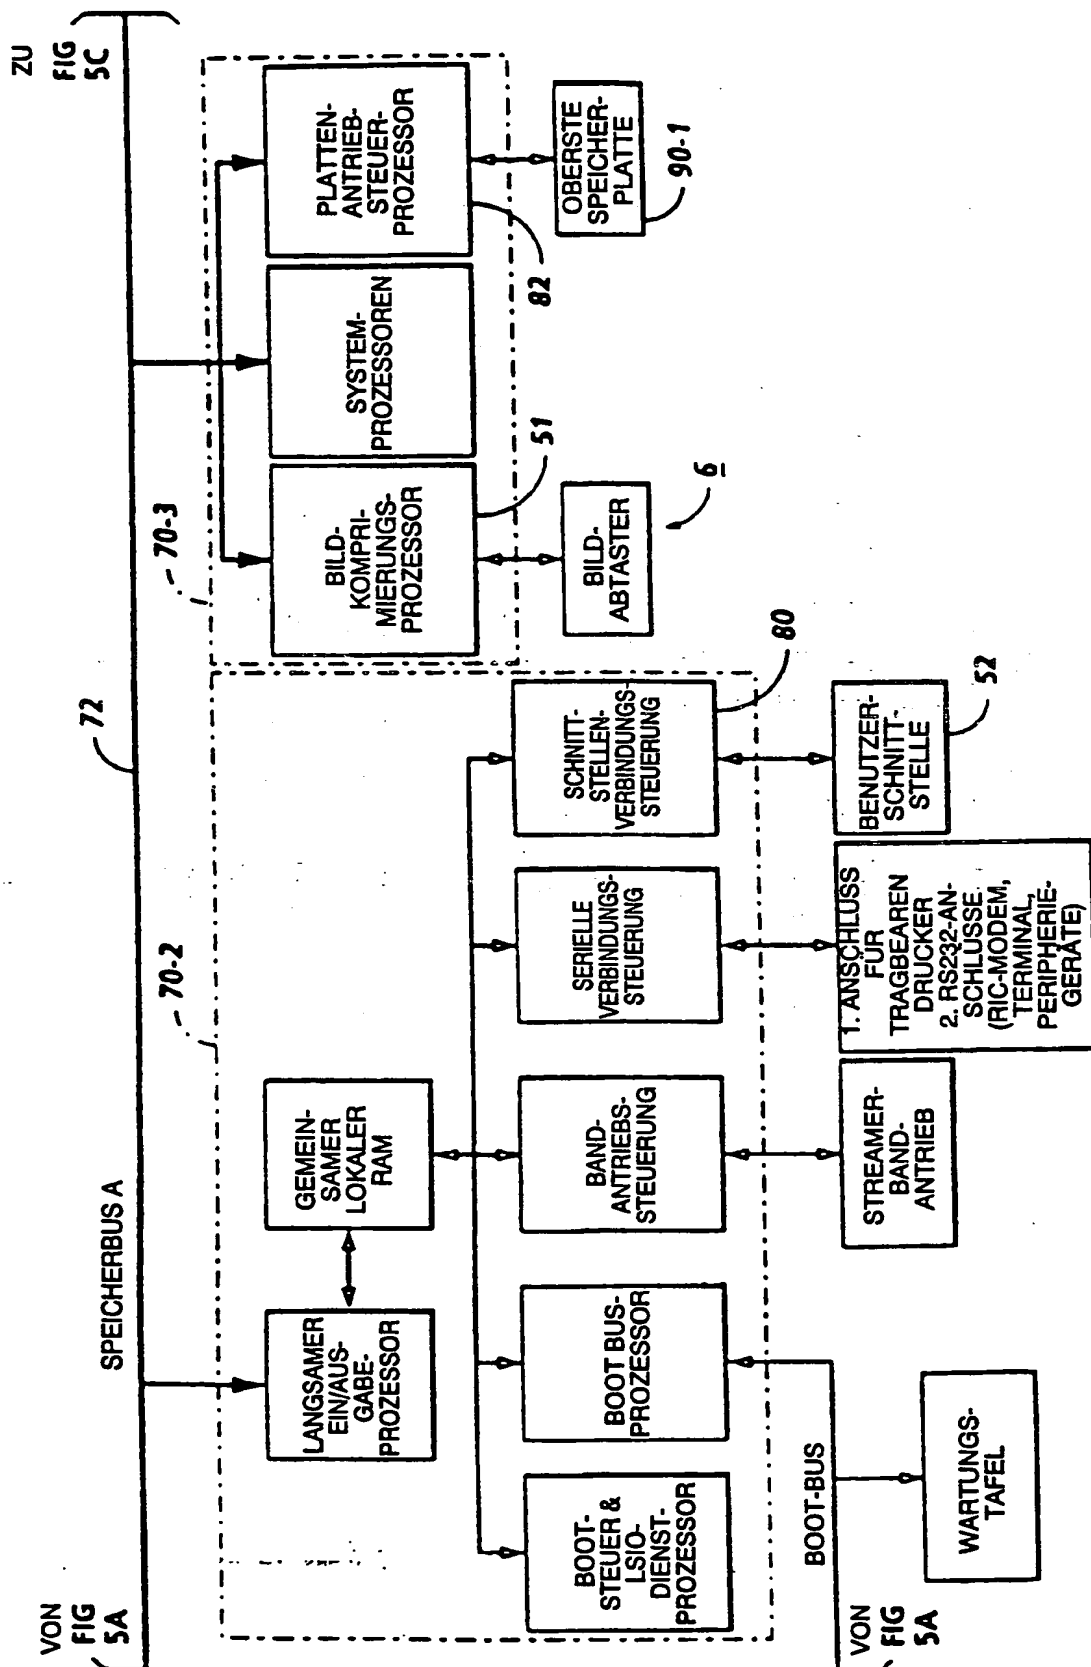 VON
FIG
5A
SPEICHERBUS A
72
ZU
FIG
5C
70-2
70-3
LANGSAMER
EIN/AUS-
GABE-
PROZESSOR
GEMEIN-
SAMER
LOKALER
RAM
BILD-
KOMPRI-
MIERUNGS-
PROZESSOR
SYSTEM-
PROZESSOREN
PLATTEN-
ANTRIEB-
STEUER-
PROZESSOR
51
82
BOOT-
STEUER &
LSIO-
DIENST-
PROZESSOR
BOOT BUS-
PROZESSOR
BAND-
ANTRIEBS-
STEUERUNG
SERIELLE
VERBINDUNGS-
STEUERUNG
SCHNITT-
STELLEN-
VERBINDUNGS-
STEUERUNG
80
BILD-
ABTASTER
6
OBERSTE
SPEICHER-
PLATTE
90-1
VON
FIG
5A
BOOT-BUS
WARTUNGS-
TAFEL
STREAMER-
BAND-
ANTRIEB
1. ANSCHLUSS
FÜR
TRAGBEAREN
DRUCKER
2. RS232-AN-
SCHLÜSSE
(RIC-MODEM,
TERMINAL,
PERIPHERIE-
GERÄTE)
BENUTZER-
SCHNITT-
STELLE
52